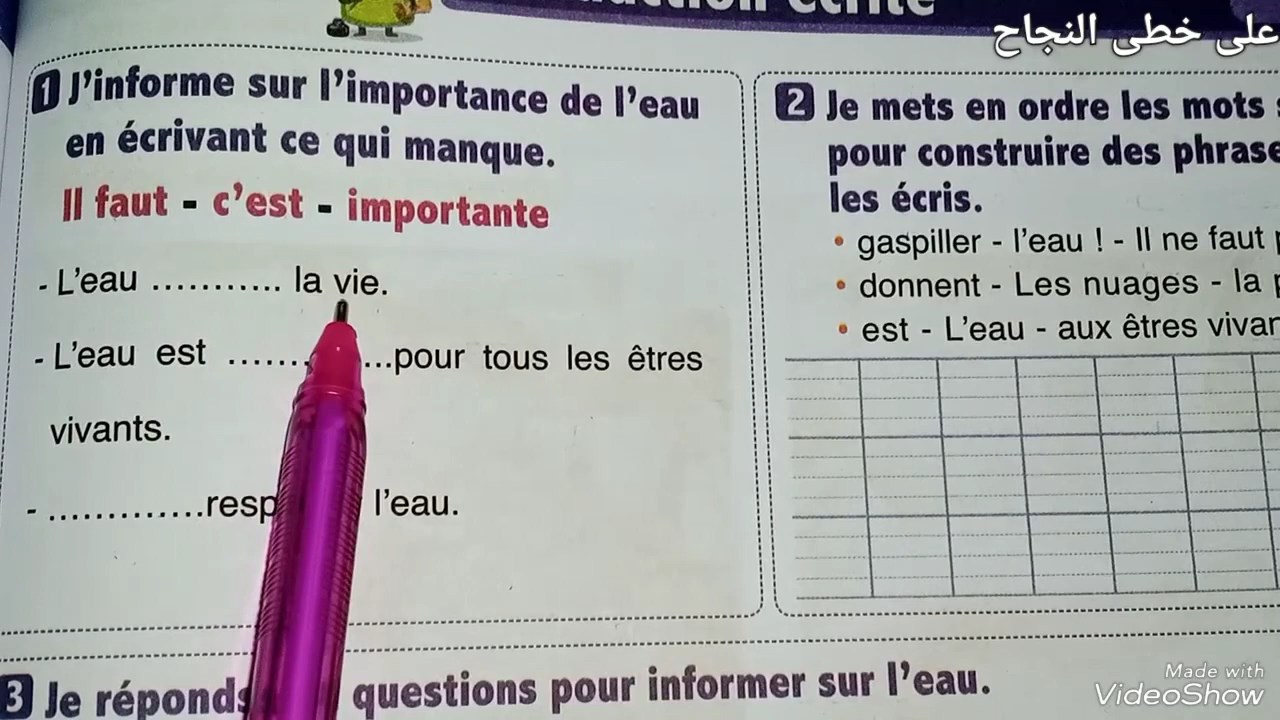 على خطى النجاح
1 J'informe sur l'importance de l'eau
en écrivant ce qui manque.
Il faut - c'est - importante
- L'eau ........... la vie.
- L'eau est ....... ...pour tous les êtres
vivants.
- .............resp l'eau.
2 Je mets en ordre les mots
pour construire des phrase
les écris.
• gaspiller - l'eau ! - Il ne faut
• donnent - Les nuages - la
• est - L'eau - aux êtres vivan
3 Je réponds questions pour informer sur l'eau.
Made with
VideoShow